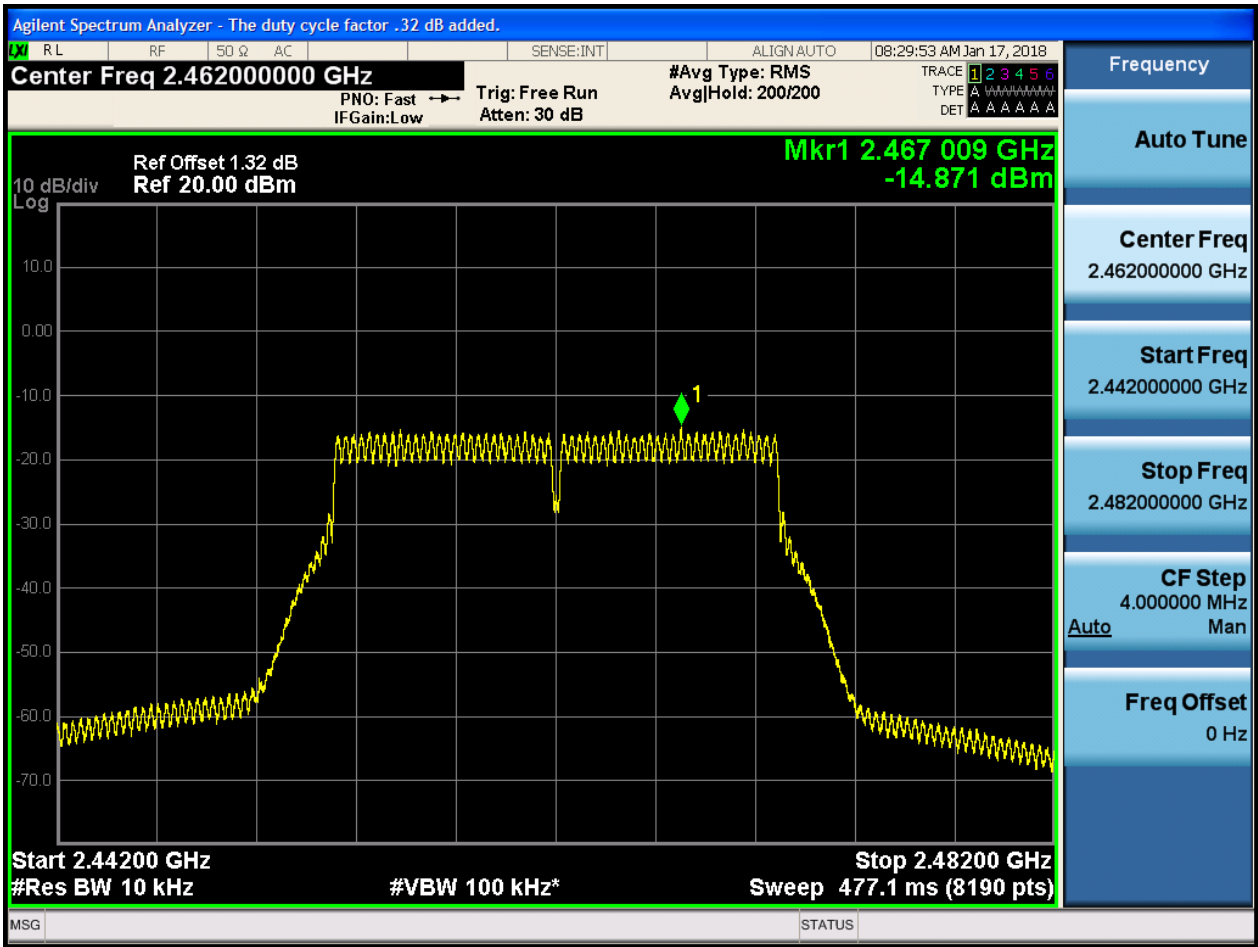 Agilent Spectrum Analyzer - The duty cycle factor .32 dB added.
LXI RL RF 50 Ω AC SENSE:INT ALIGN AUTO 08:29:53 AM Jan 17, 2018
Center Freq 2.462000000 GHz
PNO: Fast
IFGain:Low
Trig: Free Run
Atten: 30 dB
#Avg Type: RMS
Avg|Hold: 200/200
TRACE 1 2 3 4 5 6
TYPE A
DET A A A A A A
Ref Offset 1.32 dB
Ref 20.00 dBm
10 dB/div
Log
Mkr1 2.467 009 GHz
-14.871 dBm
10.0
0.00
1
-10.0
-20.0
-30.0
-40.0
-50.0
-60.0
-70.0
Start 2.44200 GHz Stop 2.48200 GHz
#Res BW 10 kHz #VBW 100 kHz* Sweep 477.1 ms (8190 pts)
MSG STATUS
Frequency
Auto Tune
Center Freq
2.462000000 GHz
Start Freq
2.442000000 GHz
Stop Freq
2.482000000 GHz
CF Step
4.000000 MHz
Auto Man
Freq Offset
0 Hz